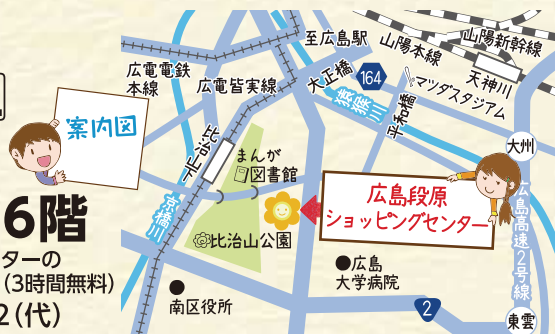 案内図
6階
ターの
(3時間無料)
2(代)
至広島駅
山陽本線
山陽新幹線
広電電鉄
本線
広電皆実線
大正橋
164
天神川
マツダスタジアム
猿猴川
平和橋
大州
比治山下
まんが
図書館
京橋川
広島段原
ショッピングセンター
広島高速2号線
比治山公園
広島
大学病院
南区役所
2
東雲